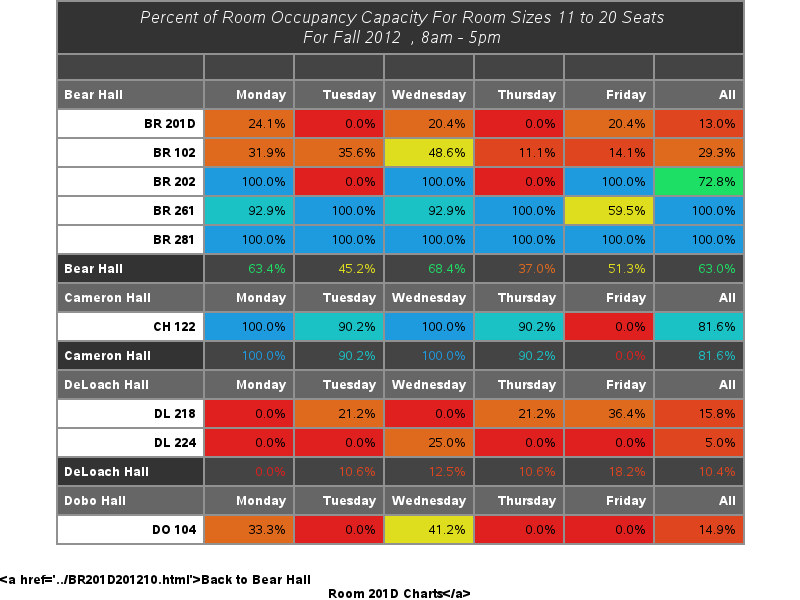 Percent of Room Occupancy Capacity For Room Sizes 11 to 20 Seats
For Fall 2012 , 8am - 5pm
Bear Hall Monday Tuesday Wednesday Thursday Friday All
BR 201D 24.1% 0.0% 20.4% 0.0% 20.4% 13.0%
BR 102 31.9% 35.6% 48.6% 11.1% 14.1% 29.3%
BR 202 100.0% 0.0% 100.0% 0.0% 100.0% 72.8%
BR 261 92.9% 100.0% 92.9% 100.0% 59.5% 100.0%
BR 281 100.0% 100.0% 100.0% 100.0% 100.0% 100.0%
Bear Hall 63.4% 45.2% 68.4% 37.0% 51.3% 63.0%
Cameron Hall Monday Tuesday Wednesday Thursday Friday All
CH 122 100.0% 90.2% 100.0% 90.2% 0.0% 81.6%
Cameron Hall 100.0% 90.2% 100.0% 90.2% 0.0% 81.6%
DeLoach Hall Monday Tuesday Wednesday Thursday Friday All
DL 218 0.0% 21.2% 0.0% 21.2% 36.4% 15.8%
DL 224 0.0% 0.0% 25.0% 0.0% 0.0% 5.0%
DeLoach Hall 0.0% 10.6% 12.5% 10.6% 18.2% 10.4%
Dobo Hall Monday Tuesday Wednesday Thursday Friday All
DO 104 33.3% 0.0% 41.2% 0.0% 0.0% 14.9%
<a href='../BR201D201210.html'>Back to Bear Hall
Room 201D Charts</a>